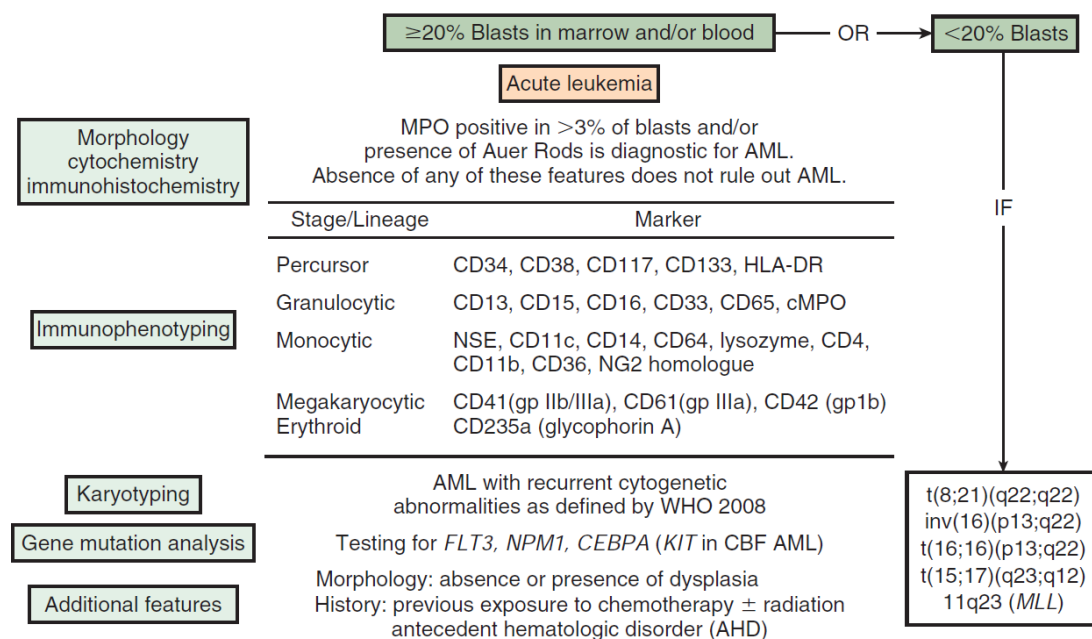 ≥20% Blasts in marrow and/or blood
OR
<20% Blasts
Acute leukemia
Morphology
cytochemistry
immunohistochemistry
MPO positive in >3% of blasts and/or
presence of Auer Rods is diagnostic for AML.
Absence of any of these features does not rule out AML.
IF
Stage/Lineage Marker
Immunophenotyping
Percursor CD34, CD38, CD117, CD133, HLA-DR
Granulocytic CD13, CD15, CD16, CD33, CD65, cMPO
Monocytic NSE, CD11c, CD14, CD64, lysozyme, CD4,
CD11b, CD36, NG2 homologue
Megakaryocytic CD41(gp IIb/IIIa), CD61(gp IIIa), CD42 (gp1b)
Erythroid CD235a (glycophorin A)
Karyotyping
AML with recurrent cytogenetic
abnormalities as defined by WHO 2008
Gene mutation analysis
Testing for FLT3, NPM1, CEBPA (KIT in CBF AML)
Additional features
Morphology: absence or presence of dysplasia
History: previous exposure to chemotherapy ± radiation
antecedent hematologic disorder (AHD)
t(8;21)(q22;q22)
inv(16)(p13;q22)
t(16;16)(p13;q22)
t(15;17)(q23;q12)
11q23 (MLL)